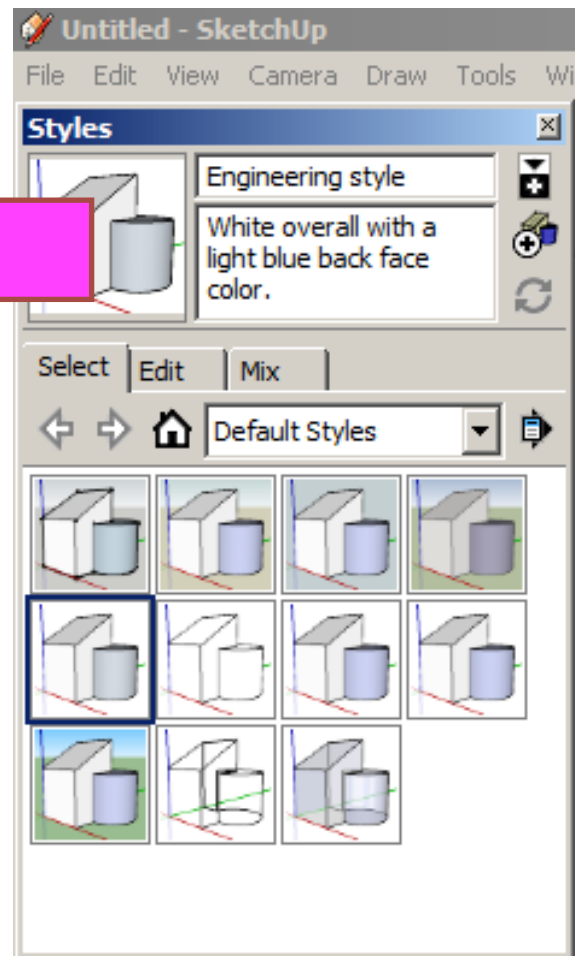 Untitled - SketchUp
File Edit View Camera Draw Tools Wi
Styles
Engineering style
White overall with a
light blue back face
color.
Select Edit Mix
Default Styles